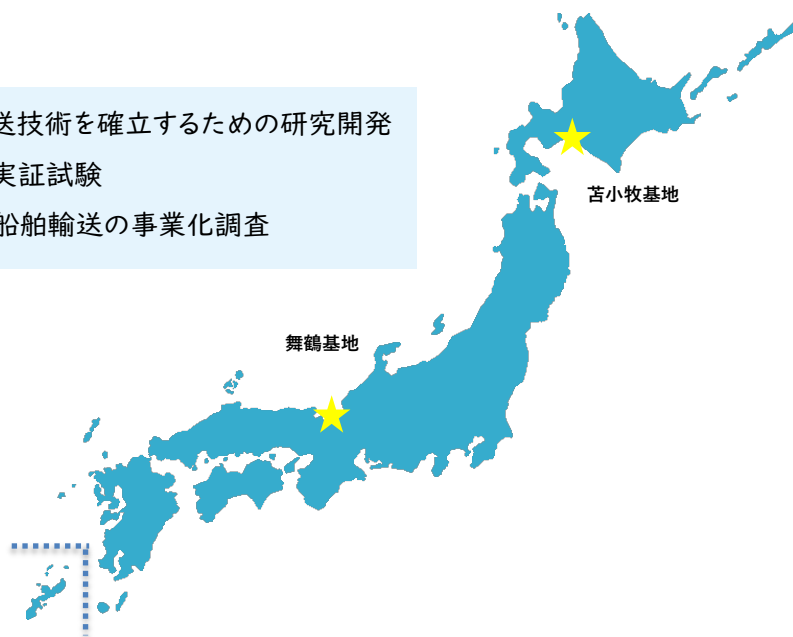 送技術を確立するための研究開発
実証試験
船舶輸送の事業化調査
苫小牧基地
舞鶴基地